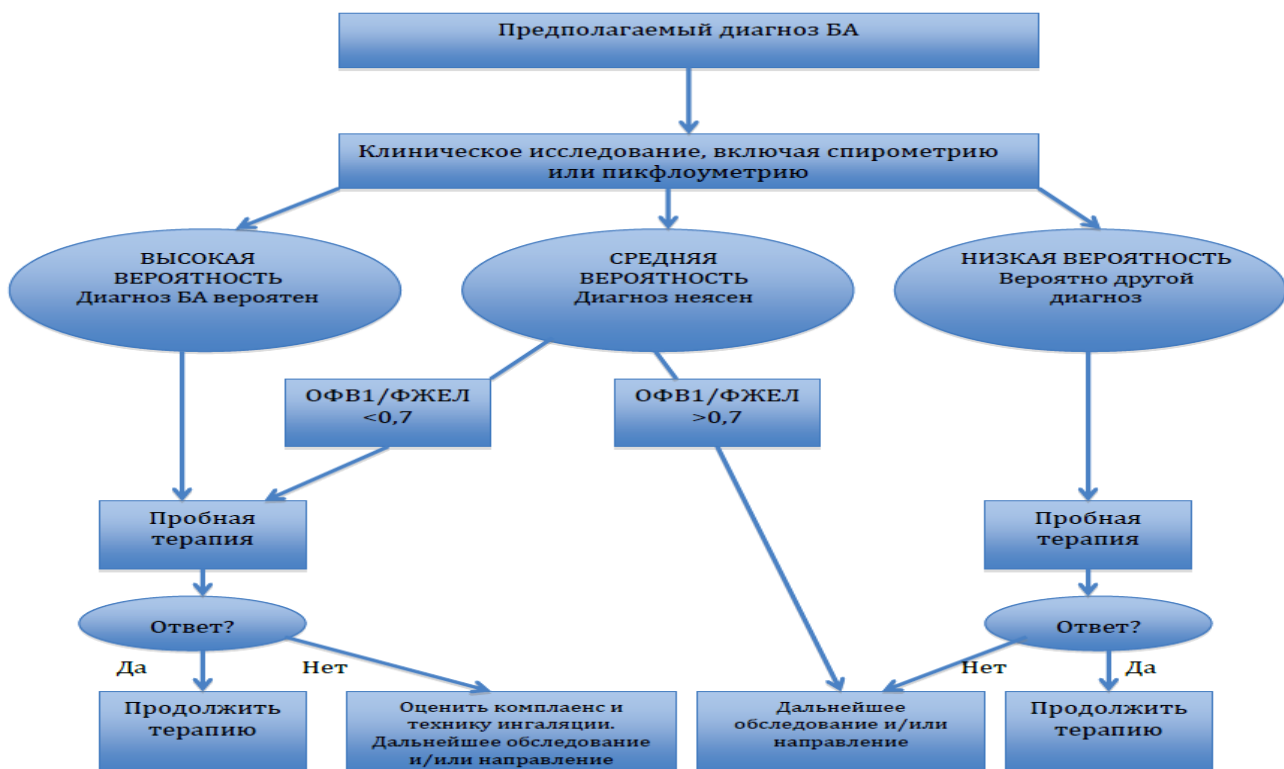 Предполагаемый диагноз БА
Клиническое исследование, включая спирометрию
или пикфлоуметрию
ВЫСОКАЯ
ВЕРОЯТНОСТЬ
Диагноз БА вероятен
СРЕДНЯЯ
ВЕРОЯТНОСТЬ
Диагноз неясен
НИЗКАЯ ВЕРОЯТНОСТЬ
Вероятно другой
диагноз
ОФВ1/ФЖЕЛ
<0,7
ОФВ1/ФЖЕЛ
>0,7
Пробная
терапия
Пробная
терапия
Ответ?
Ответ?
Да
Нет
Нет
Да
Продолжить
терапию
Оценить комплаенс и
технику ингаляции.
Дальнейшее обследование
и/или направление
Дальнейшее
обследование и/или
направление
Продолжить
терапию